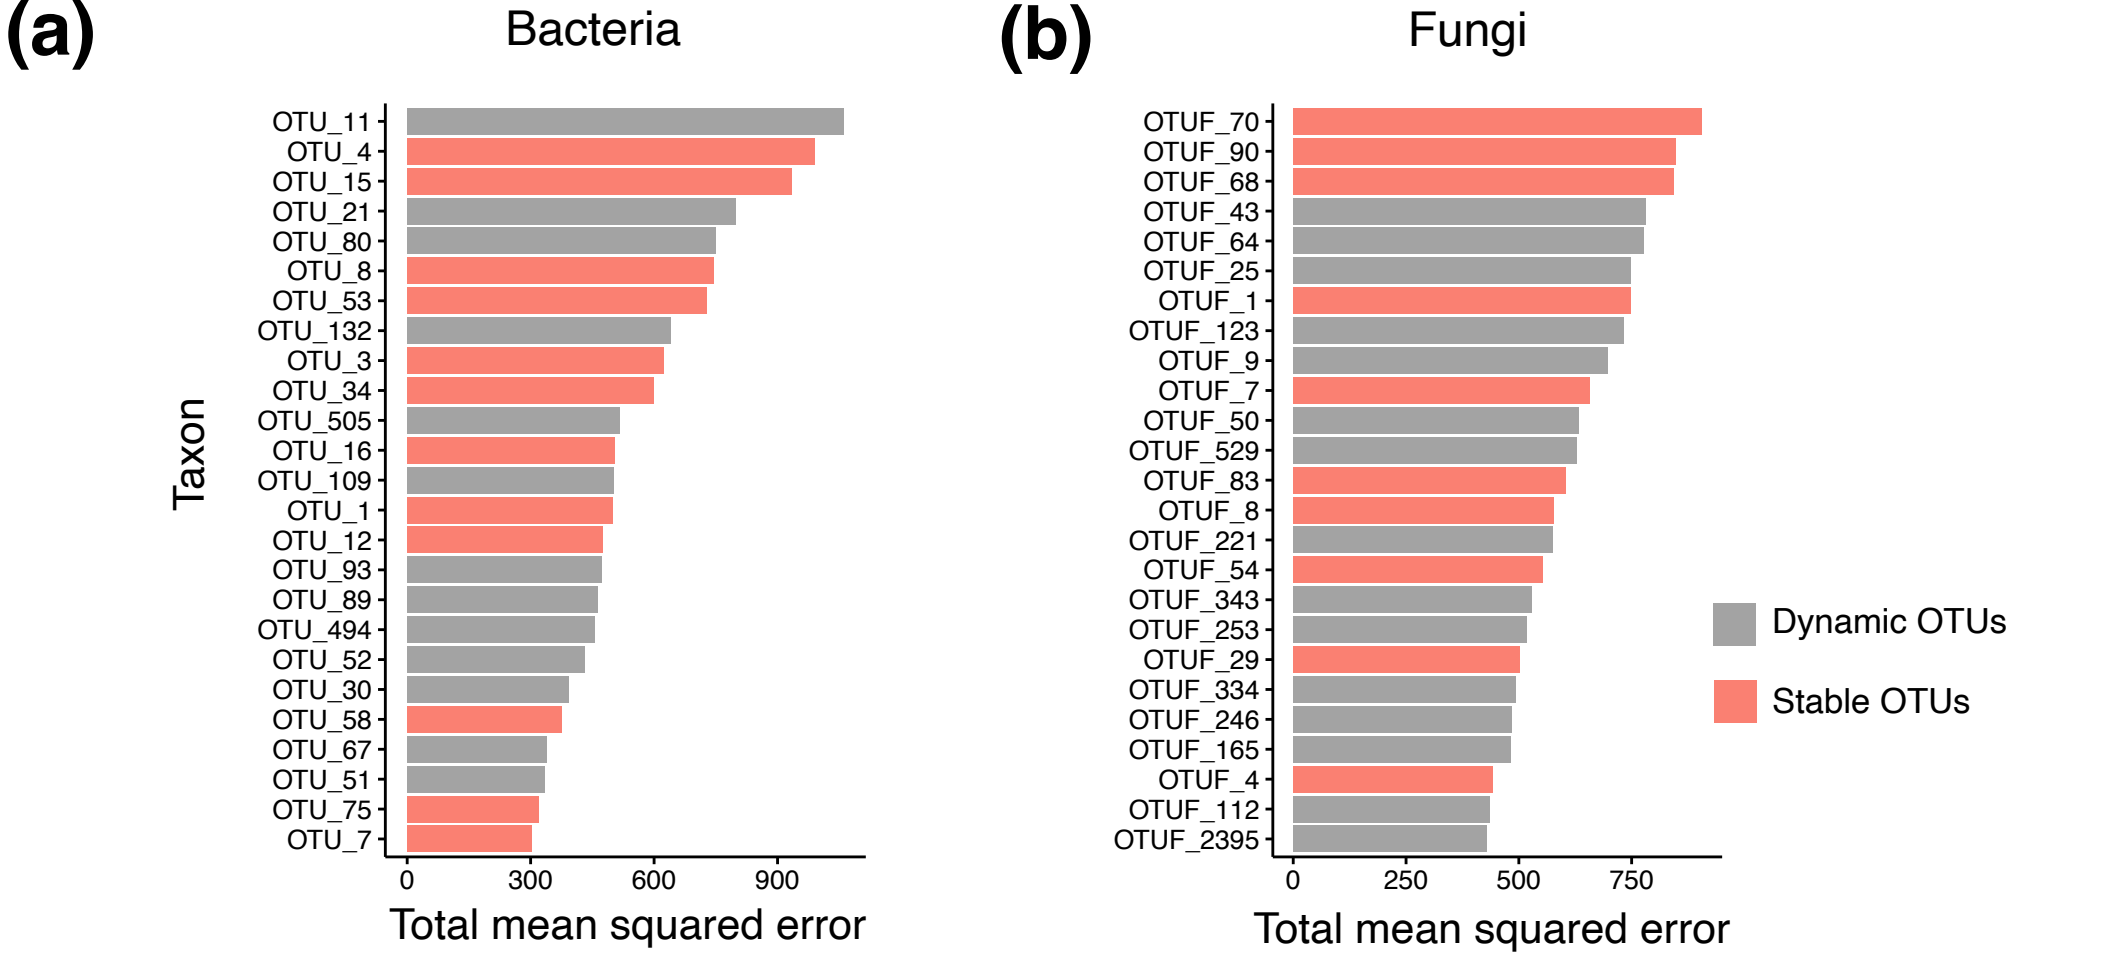 (a)
Bacteria
Taxon
OTU_11
OTU_4
OTU_15
OTU_21
OTU_80
OTU_8
OTU_53
OTU_132
OTU_3
OTU_34
OTU_505
OTU_16
OTU_109
OTU_1
OTU_12
OTU_93
OTU_89
OTU_494
OTU_52
OTU_30
OTU_58
OTU_67
OTU_51
OTU_75
OTU_7
0 300 600 900
Total mean squared error
(b)
Fungi
OTUF_70
OTUF_90
OTUF_68
OTUF_43
OTUF_64
OTUF_25
OTUF_1
OTUF_123
OTUF_9
OTUF_7
OTUF_50
OTUF_529
OTUF_83
OTUF_8
OTUF_221
OTUF_54
OTUF_343
OTUF_253
OTUF_29
OTUF_334
OTUF_246
OTUF_165
OTUF_4
OTUF_112
OTUF_2395
0 250 500 750
Total mean squared error
Dynamic OTUs
Stable OTUs